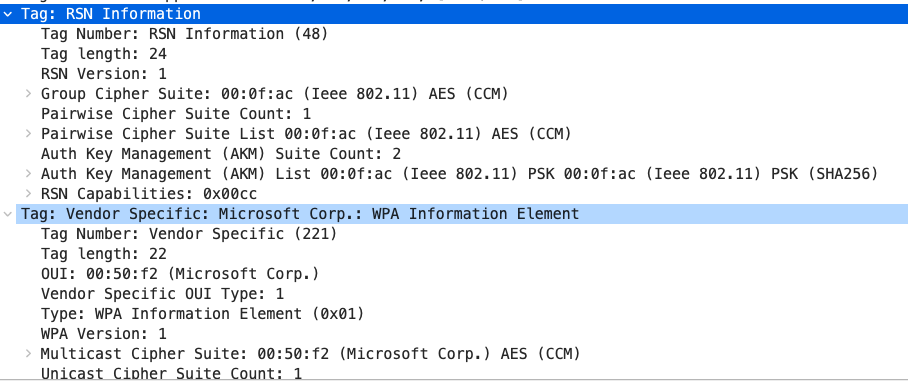 Tag: RSN Information
Tag Number: RSN Information (48)
Tag length: 24
RSN Version: 1
Group Cipher Suite: 00:0f:ac (Ieee 802.11) AES (CCM)
Pairwise Cipher Suite Count: 1
Pairwise Cipher Suite List 00:0f:ac (Ieee 802.11) AES (CCM)
Auth Key Management (AKM) Suite Count: 2
Auth Key Management (AKM) List 00:0f:ac (Ieee 802.11) PSK 00:0f:ac (Ieee 802.11) PSK (SHA256)
RSN Capabilities: 0x00cc
Tag: Vendor Specific: Microsoft Corp.: WPA Information Element
Tag Number: Vendor Specific (221)
Tag length: 22
OUI: 00:50:f2 (Microsoft Corp.)
Vendor Specific OUI Type: 1
Type: WPA Information Element (0x01)
WPA Version: 1
Multicast Cipher Suite: 00:50:f2 (Microsoft Corp.) AES (CCM)
Unicast Cipher Suite Count: 1